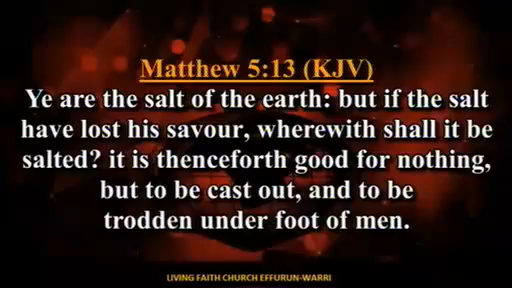 Matthew 5:13 (KJV)
Ye are the salt of the earth: but if the salt
have lost his savour, wherewith shall it be
salted? it is thenceforth good for nothing,
but to be cast out, and to be
trodden under foot of men.
LIVING FAITH CHURCH EFFURUN-WARRI